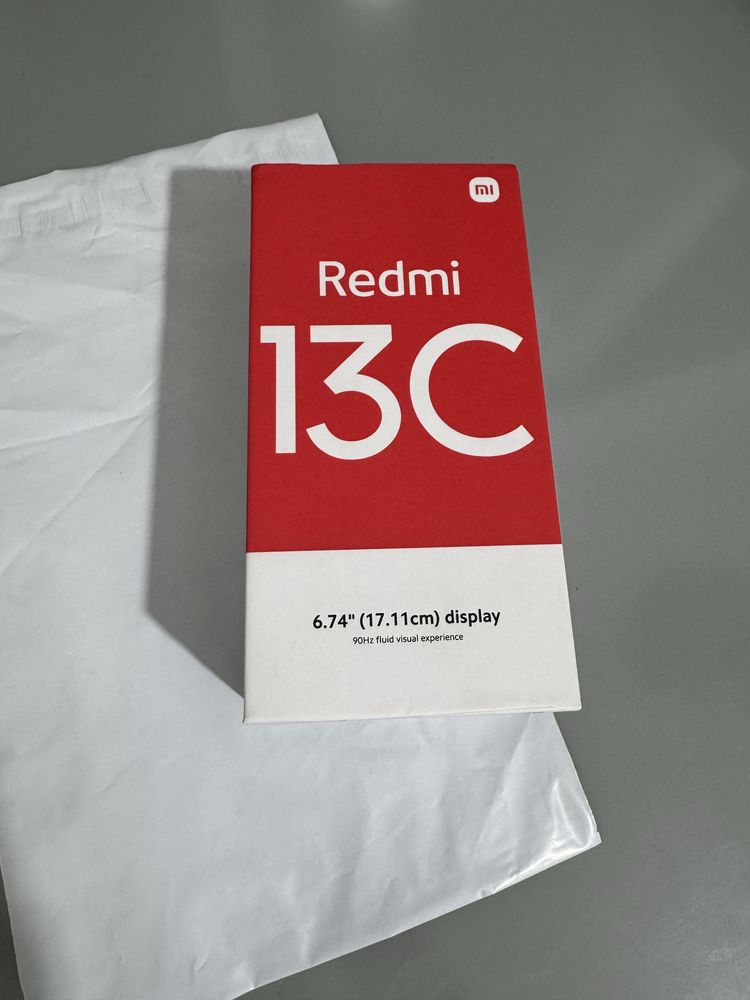 mi
Redmi
13C
6.74" (17.11cm) display
90Hz fluid visual experience